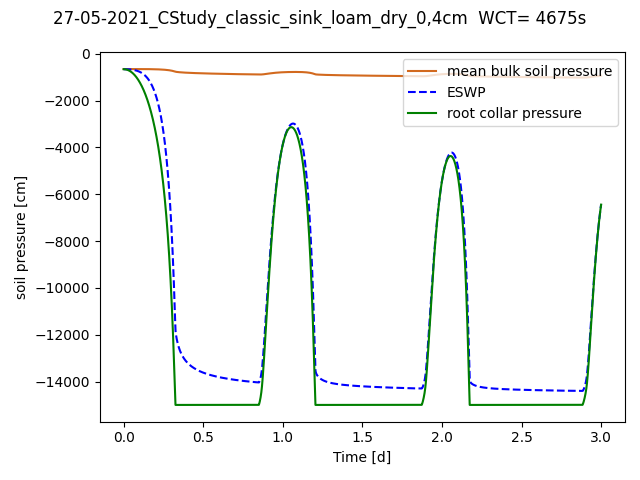 27-05-2021_CStudy_classic_sink_loam_dry_0,4cm  WCT= 4675s
mean bulk soil pressure
ESWP
root collar pressure
soil pressure [cm]
0
−2000
−4000
−6000
−8000
−10000
−12000
−14000
0.0 0.5 1.0 1.5 2.0 2.5 3.0
Time [d]